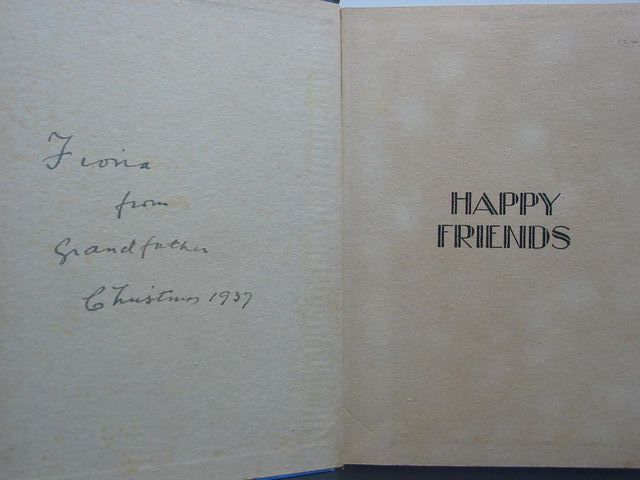 Fiona
from
Grandfather
Christmas 1937
HAPPY
FRIENDS